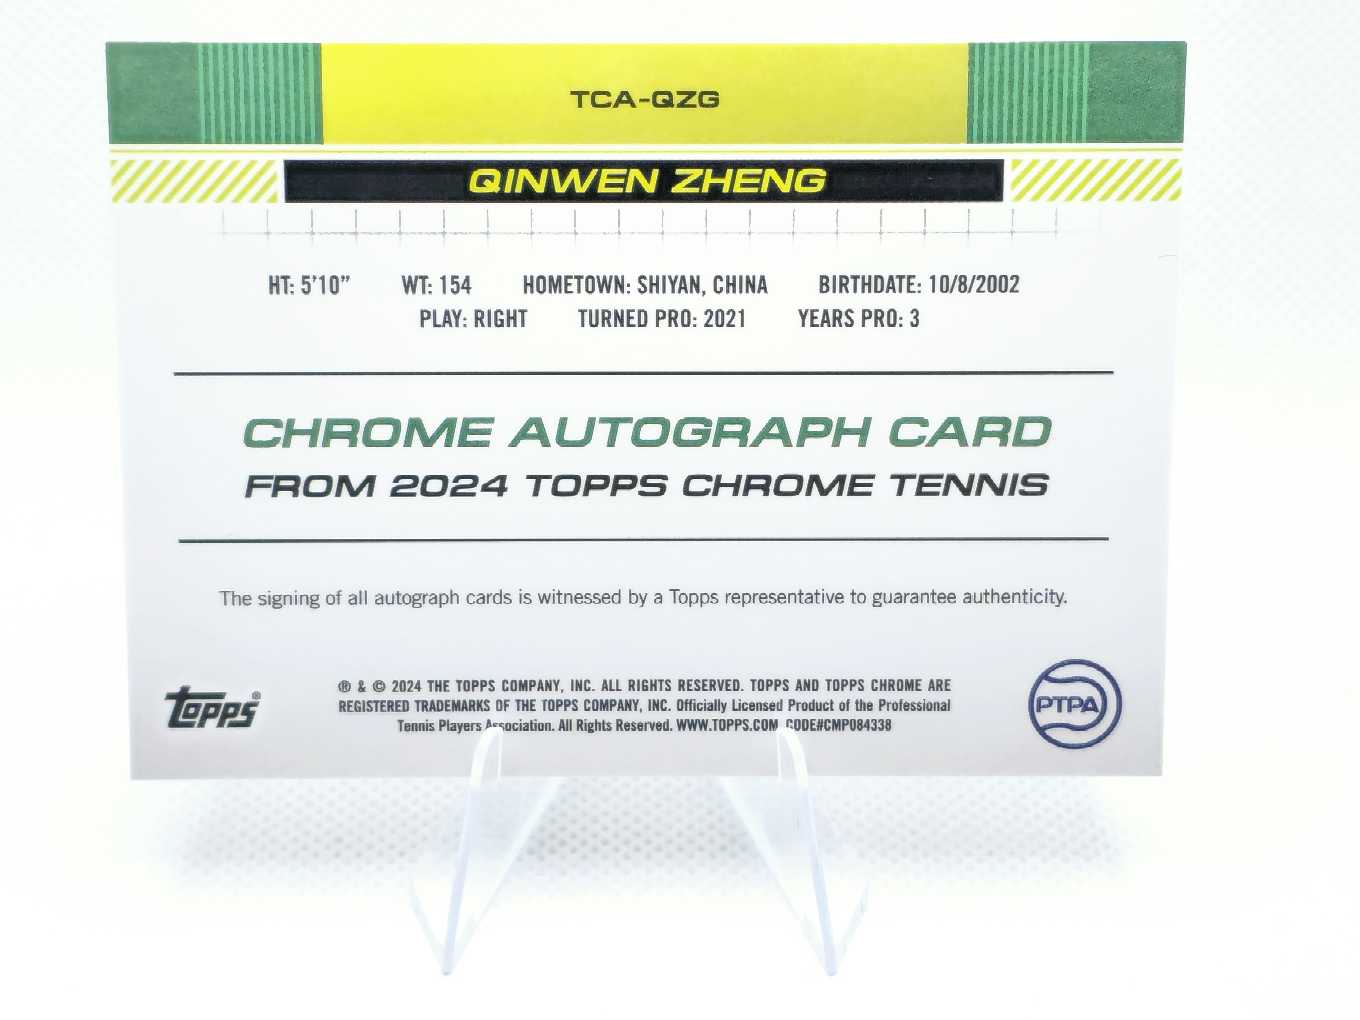 TCA-QZG
QINWEN ZHENG
HT: 5'10" WT: 154 HOMETOWN: SHIYAN, CHINA BIRTHDATE: 10/8/2002
PLAY: RIGHT TURNED PRO: 2021 YEARS PRO: 3
CHROME AUTOGRAPH CARD
FROM 2024 TOPPS CHROME TENNIS
The signing of all autograph cards is witnessed by a Topps representative to guarantee authenticity.
topps®
® & © 2024 THE TOPPS COMPANY, INC. ALL RIGHTS RESERVED. TOPPS AND TOPPS CHROME ARE
REGISTERED TRADEMARKS OF THE TOPPS COMPANY, INC. Officially Licensed Product of the Professional
Tennis Players Association. All Rights Reserved. WWW.TOPPS.COM CODE#CMP084338
PTPA